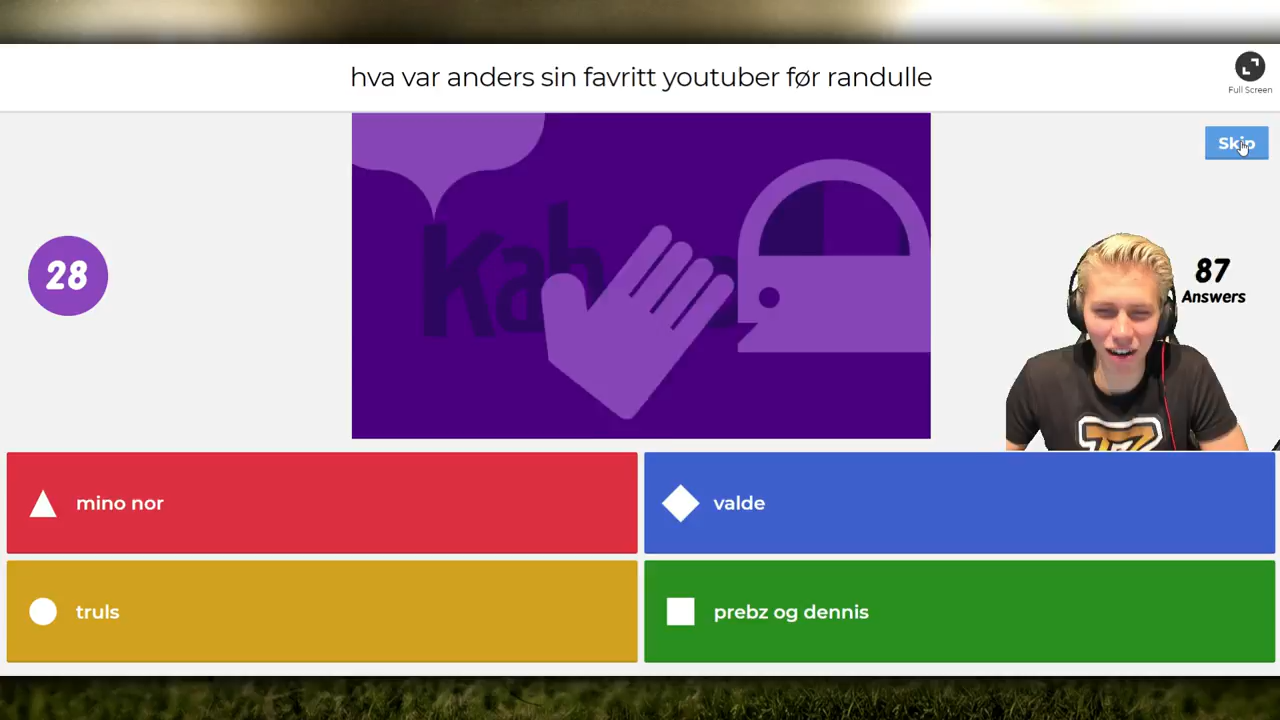 hva var anders sin favritt youtuber før randulle
Full Screen
Skip
28
87
Answers
mino nor
valde
truls
prebz og dennis